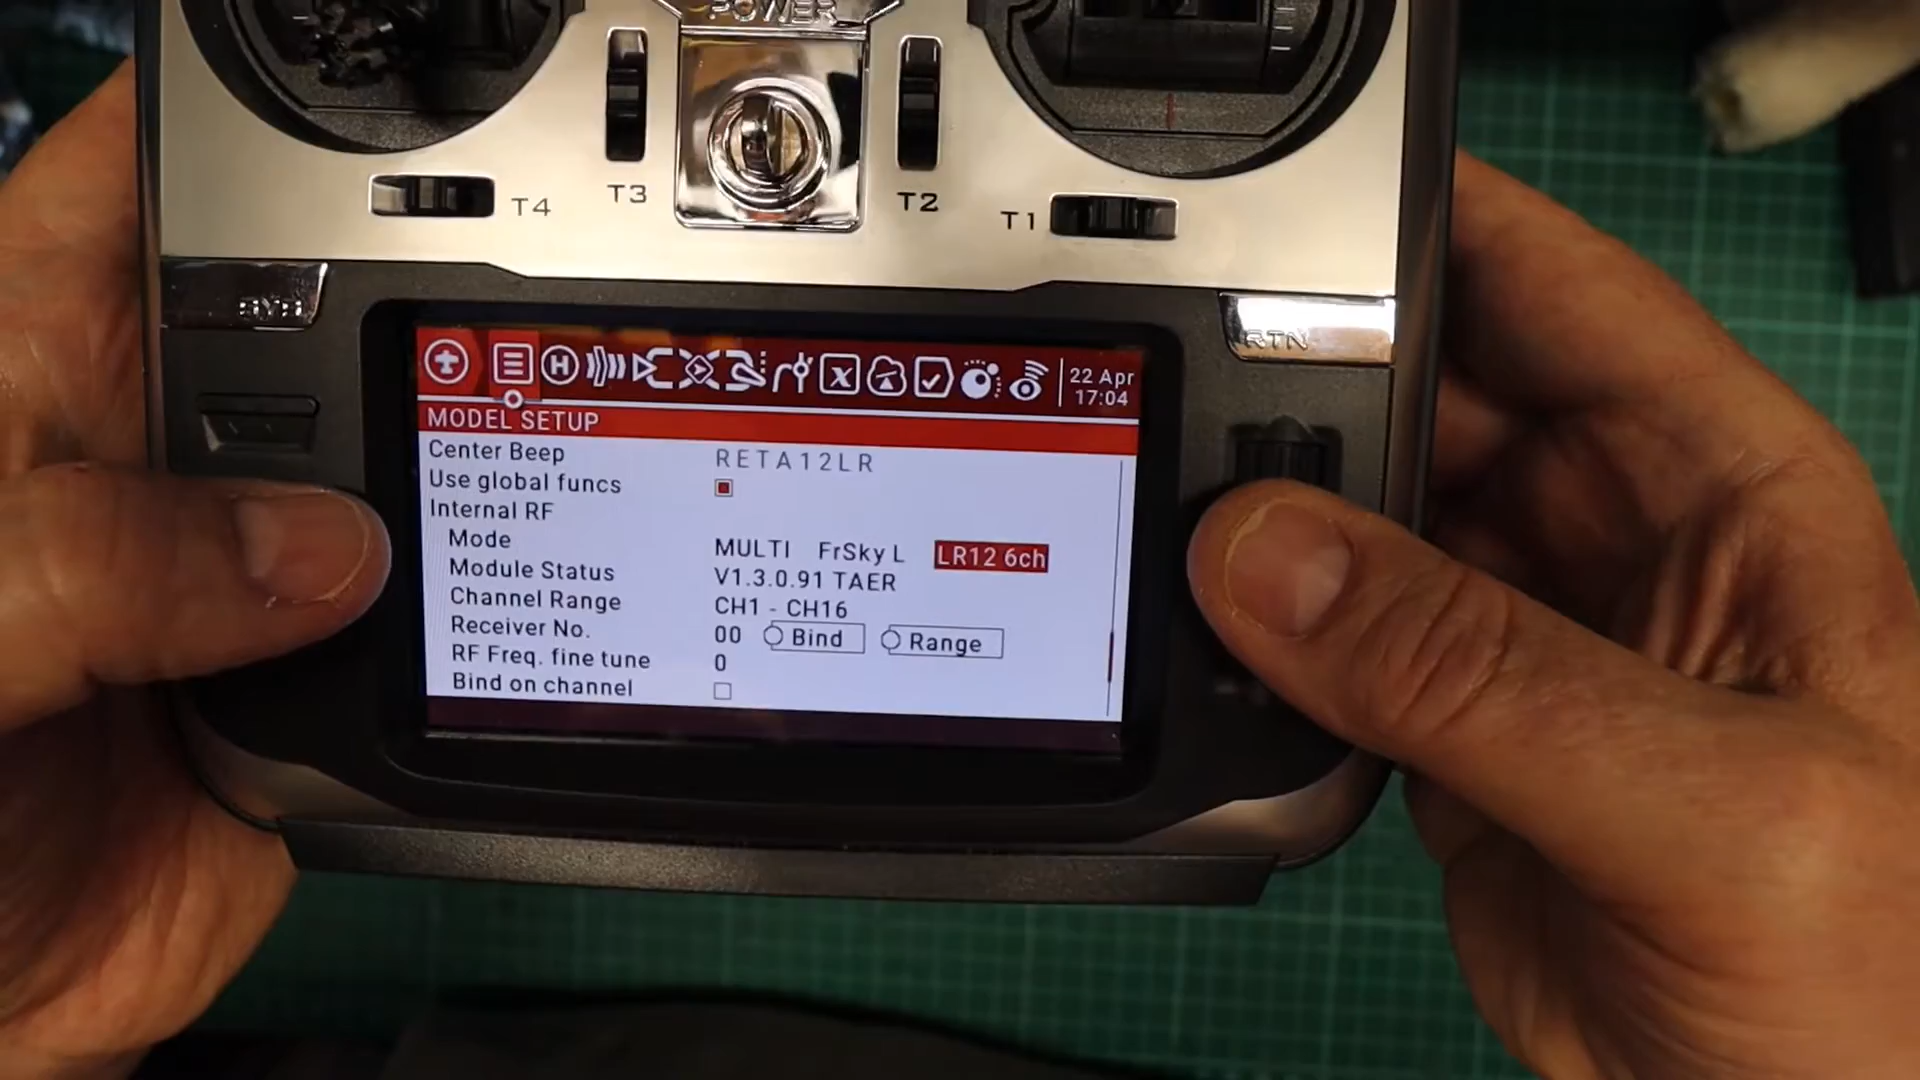 POWER
T4
T3
T2
T1
SYS
RTN
22 Apr
17:04
MODEL SETUP
Center Beep RETA12LR
Use global funcs
Internal RF
Mode MULTI FrSky L LR12 6ch
Module Status V1.3.0.91 TAER
Channel Range CH1 - CH16
Receiver No. 00 Bind Range
RF Freq. fine tune 0
Bind on channel